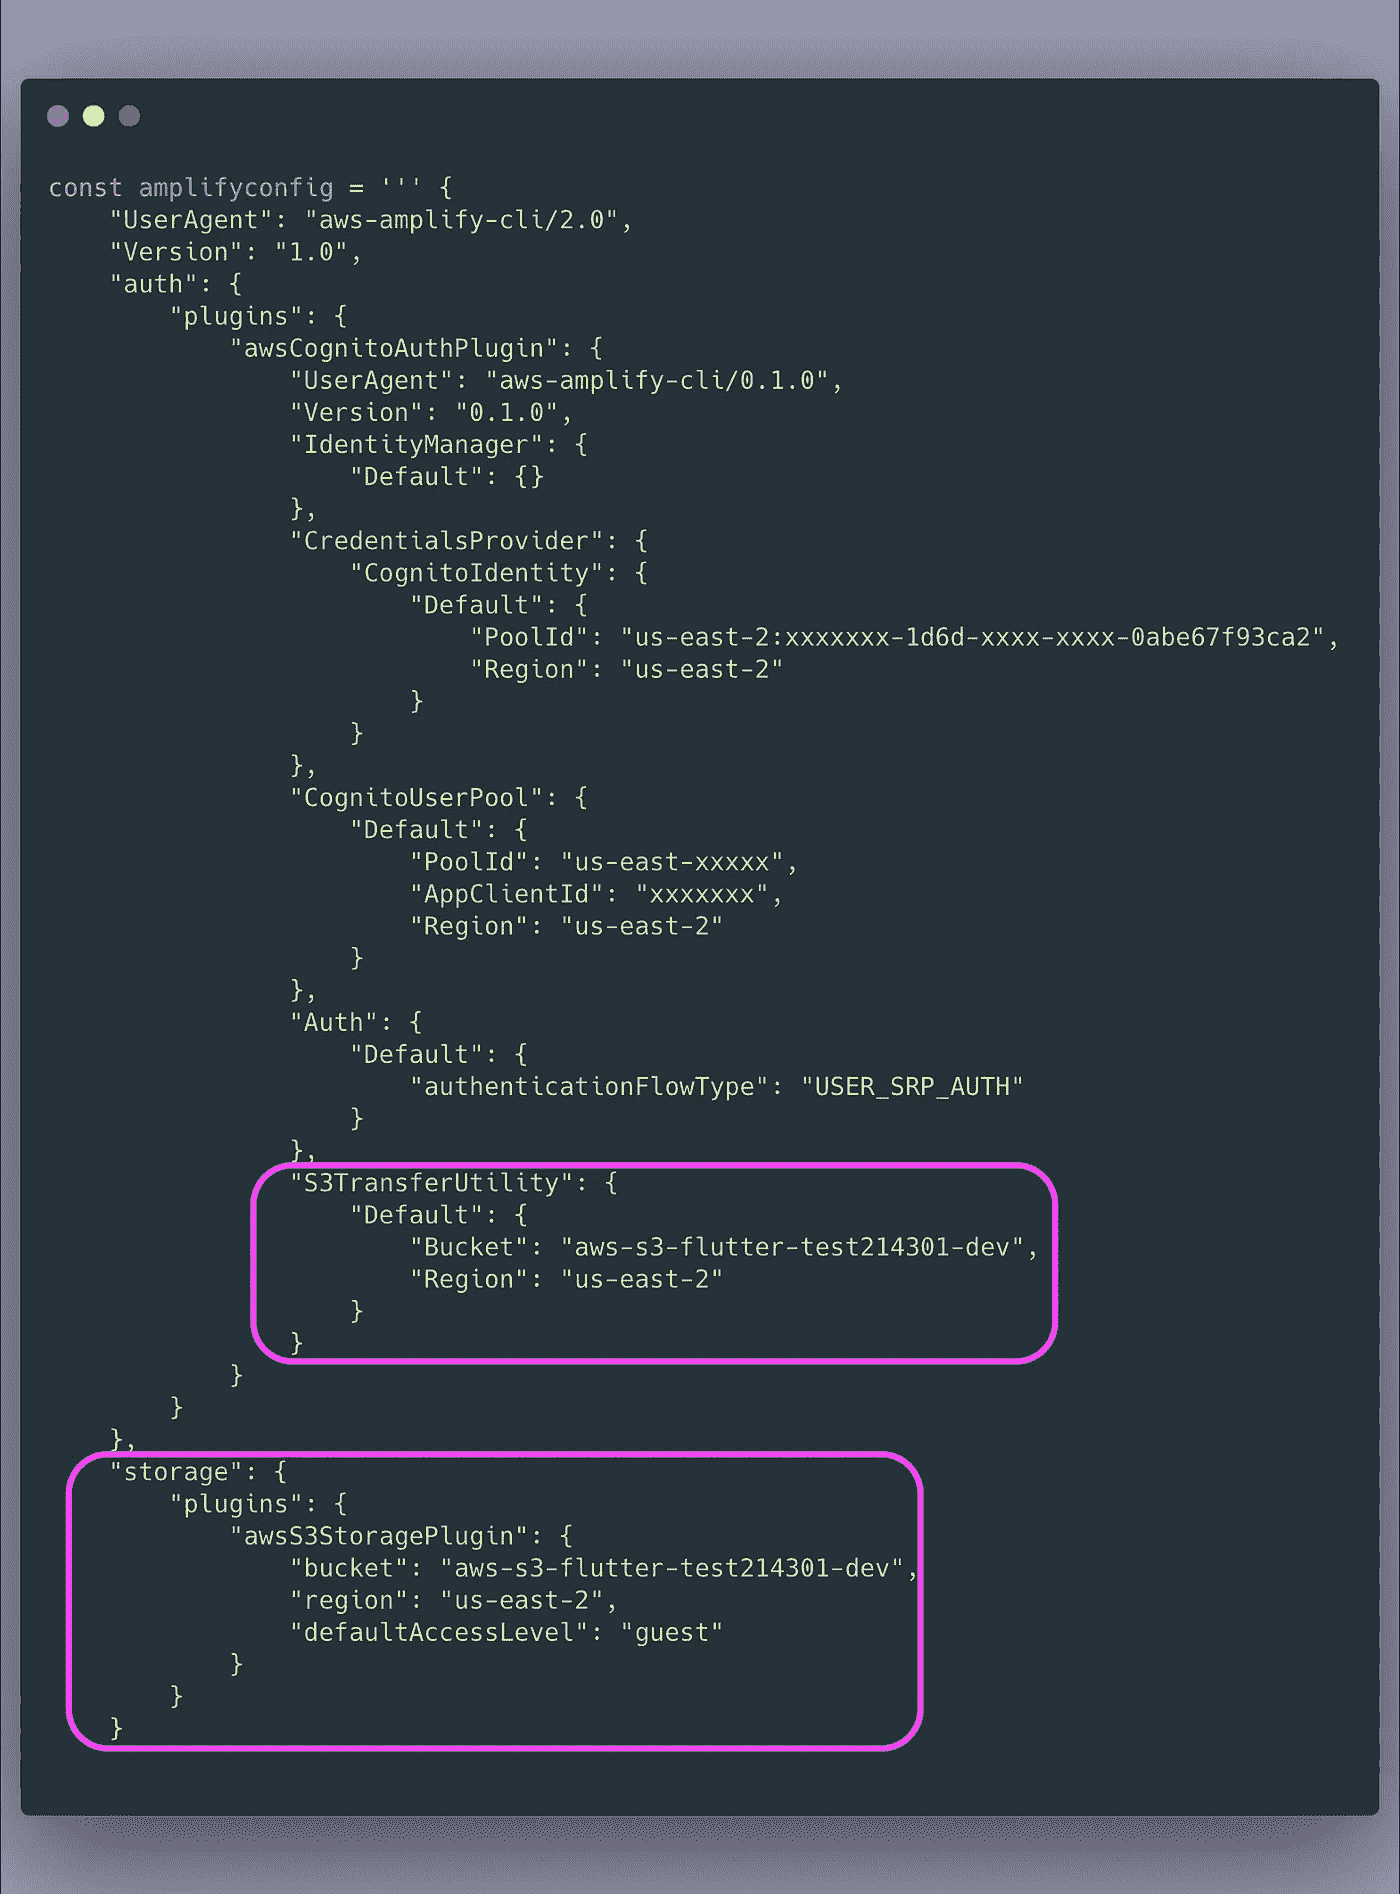 const amplifyconfig = ''' {
    "UserAgent": "aws-amplify-cli/2.0",
    "Version": "1.0",
    "auth": {
        "plugins": {
            "awsCognitoAuthPlugin": {
                "UserAgent": "aws-amplify-cli/0.1.0",
                "Version": "0.1.0",
                "IdentityManager": {
                    "Default": {}
                },
                "CredentialsProvider": {
                    "CognitoIdentity": {
                        "Default": {
                            "PoolId": "us-east-2:xxxxxxx-1d6d-xxxx-xxxx-0abe67f93ca2",
                            "Region": "us-east-2"
                        }
                    }
                },
                "CognitoUserPool": {
                    "Default": {
                        "PoolId": "us-east-xxxxx",
                        "AppClientId": "xxxxxxx",
                        "Region": "us-east-2"
                    }
                },
                "Auth": {
                    "Default": {
                        "authenticationFlowType": "USER_SRP_AUTH"
                    }
                },
                "S3TransferUtility": {
                    "Default": {
                        "Bucket": "aws-s3-flutter-test214301-dev",
                        "Region": "us-east-2"
                    }
                }
            }
        }
    },
    "storage": {
        "plugins": {
            "awsS3StoragePlugin": {
                "bucket": "aws-s3-flutter-test214301-dev",
                "region": "us-east-2",
                "defaultAccessLevel": "guest"
            }
        }
    }